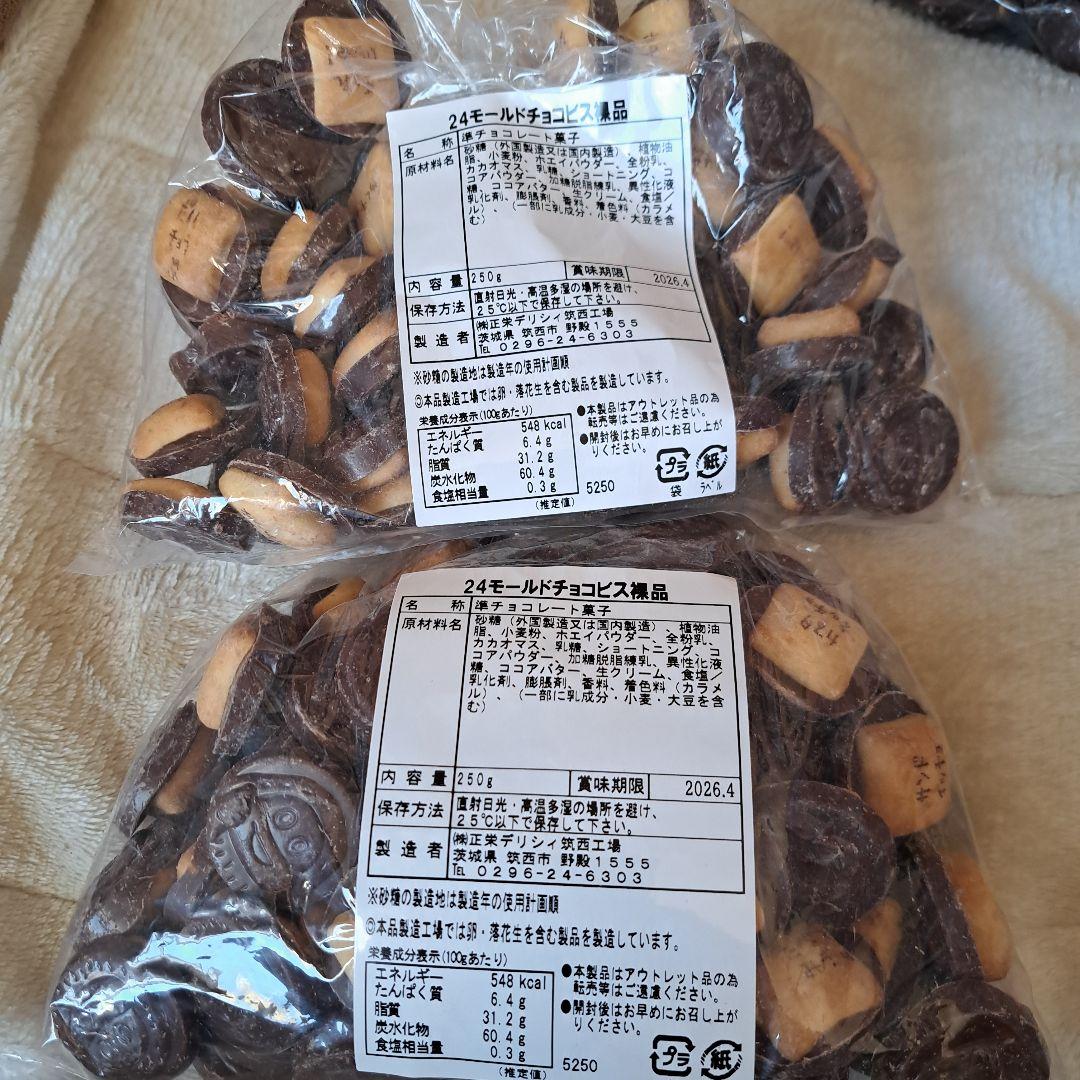 24モールドチョコビス裸品
名称 準チョコレート菓子
原材料名 砂糖（外国製造又は国内製造）、植物油
脂、小麦粉、ホエイパウダー、全粉乳、
カカオマス、乳糖、ショートニング、コ
コアパウダー、加糖脱脂練乳、異性化液
糖、ココアバター、生クリーム、食塩／
乳化剤、膨脹剤、香料、着色料（カラメ
ル）、（一部に乳成分・小麦・大豆を含
む）
内容量 250g 賞味期限 2026.4
保存方法 直射日光・高温多湿の場所を避け、
25℃以下で保存して下さい。
製造者 ㈱正栄デリシィ筑西工場
茨城県 筑西市 野殿1555
℡ 0296-24-6303
※砂糖の製造地は製造年の使用計画順
◎本品製造工場では卵・落花生を含む製品を製造しています。
栄養成分表示(100gあたり)
エネルギー 548 kcal
たんぱく質 6.4g
脂質 31.2g
炭水化物 60.4g
食塩相当量 0.3g
(推定値) 5250
●本製品はアウトレット品の為
転売等はご遠慮ください。
●開封後はお早めにお召し上が
りください。
プラ 紙
袋 ラベル
24モールドチョコビス裸品
名称 準チョコレート菓子
原材料名 砂糖（外国製造又は国内製造）、植物油
脂、小麦粉、ホエイパウダー、全粉乳、
カカオマス、乳糖、ショートニング、コ
コアパウダー、加糖脱脂練乳、異性化液
糖、ココアバター、生クリーム、食塩／
乳化剤、膨脹剤、香料、着色料（カラメ
ル）、（一部に乳成分・小麦・大豆を含
む）
内容量 250g 賞味期限 2026.4
保存方法 直射日光・高温多湿の場所を避け、
25℃以下で保存して下さい。
製造者 ㈱正栄デリシィ筑西工場
茨城県 筑西市 野殿1555
℡ 0296-24-6303
※砂糖の製造地は製造年の使用計画順
◎本品製造工場では卵・落花生を含む製品を製造しています。
栄養成分表示(100gあたり)
エネルギー 548 kcal
たんぱく質 6.4g
脂質 31.2g
炭水化物 60.4g
食塩相当量 0.3g
(推定値) 5250
●本製品はアウトレット品の為
転売等はご遠慮ください。
●開封後はお早めにお召し上が
りください。
プラ 紙